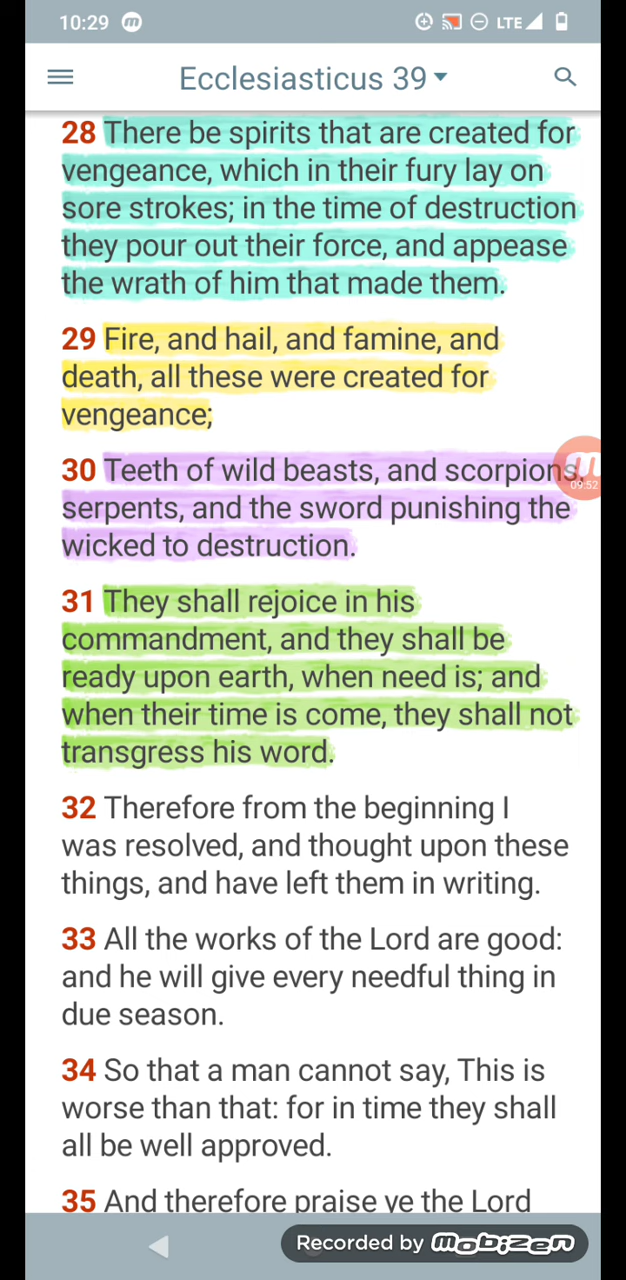 10:29 m LTE
Ecclesiasticus 39
28 There be spirits that are created for
vengeance, which in their fury lay on
sore strokes; in the time of destruction
they pour out their force, and appease
the wrath of him that made them.
29 Fire, and hail, and famine, and
death, all these were created for
vengeance;
30 Teeth of wild beasts, and scorpions,
serpents, and the sword punishing the
wicked to destruction.
m
09:52
31 They shall rejoice in his
commandment, and they shall be
ready upon earth, when need is; and
when their time is come, they shall not
transgress his word.
32 Therefore from the beginning I
was resolved, and thought upon these
things, and have left them in writing.
33 All the works of the Lord are good:
and he will give every needful thing in
due season.
34 So that a man cannot say, This is
worse than that: for in time they shall
all be well approved.
35 And therefore praise ye the Lord
Recorded by mobizen